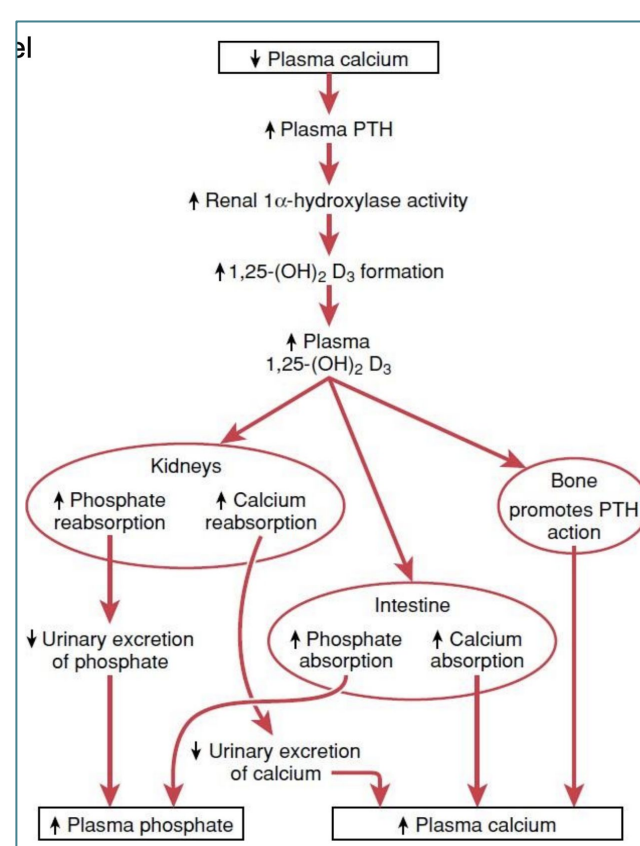 el
↓ Plasma calcium
↑ Plasma PTH
↑ Renal 1α-hydroxylase activity
↑ 1,25-(OH)₂ D₃ formation
↑ Plasma
1,25-(OH)₂ D₃
Kidneys
↑ Phosphate
reabsorption
↑ Calcium
reabsorption
Bone
promotes PTH
action
Intestine
↑ Phosphate
absorption
↑ Calcium
absorption
↓ Urinary excretion
of phosphate
↓ Urinary excretion
of calcium
↑ Plasma phosphate
↑ Plasma calcium